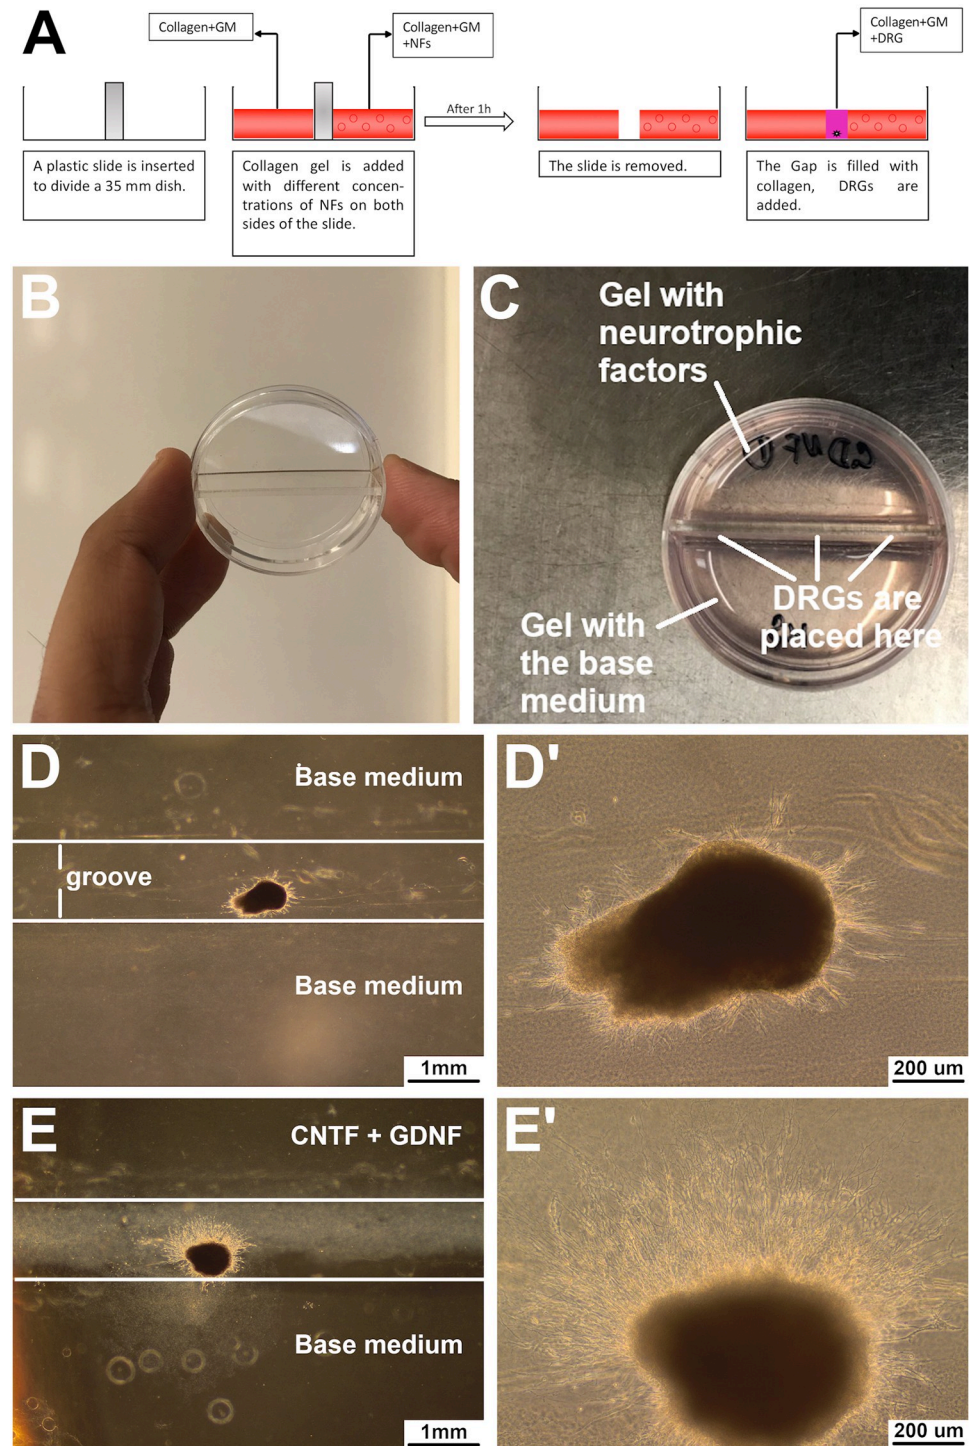 A
Collagen+GM
Collagen+GM
+NFs
Collagen+GM
+DRG
After 1h
A plastic slide is inserted
to divide a 35 mm dish.
Collagen gel is added
with different concen-
trations of NFs on both
sides of the slide.
The slide is removed.
The Gap is filled with
collagen, DRGs are
added.
B
C
Gel with
neurotrophic
factors
GDNF
DRGs are
placed here
Gel with
the base
medium
D
Base medium
groove
Base medium
1mm
D'
200 um
E
CNTF + GDNF
Base medium
1mm
E'
200 um